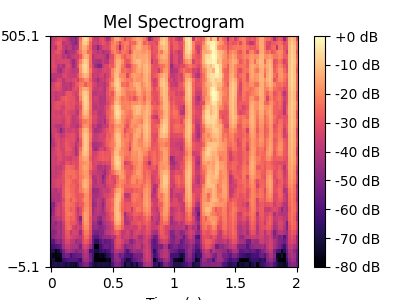 Mel Spectrogram
505.1
−5.1
0
0.5
1
1.5
2
+0 dB
-10 dB
-20 dB
-30 dB
-40 dB
-50 dB
-60 dB
-70 dB
-80 dB